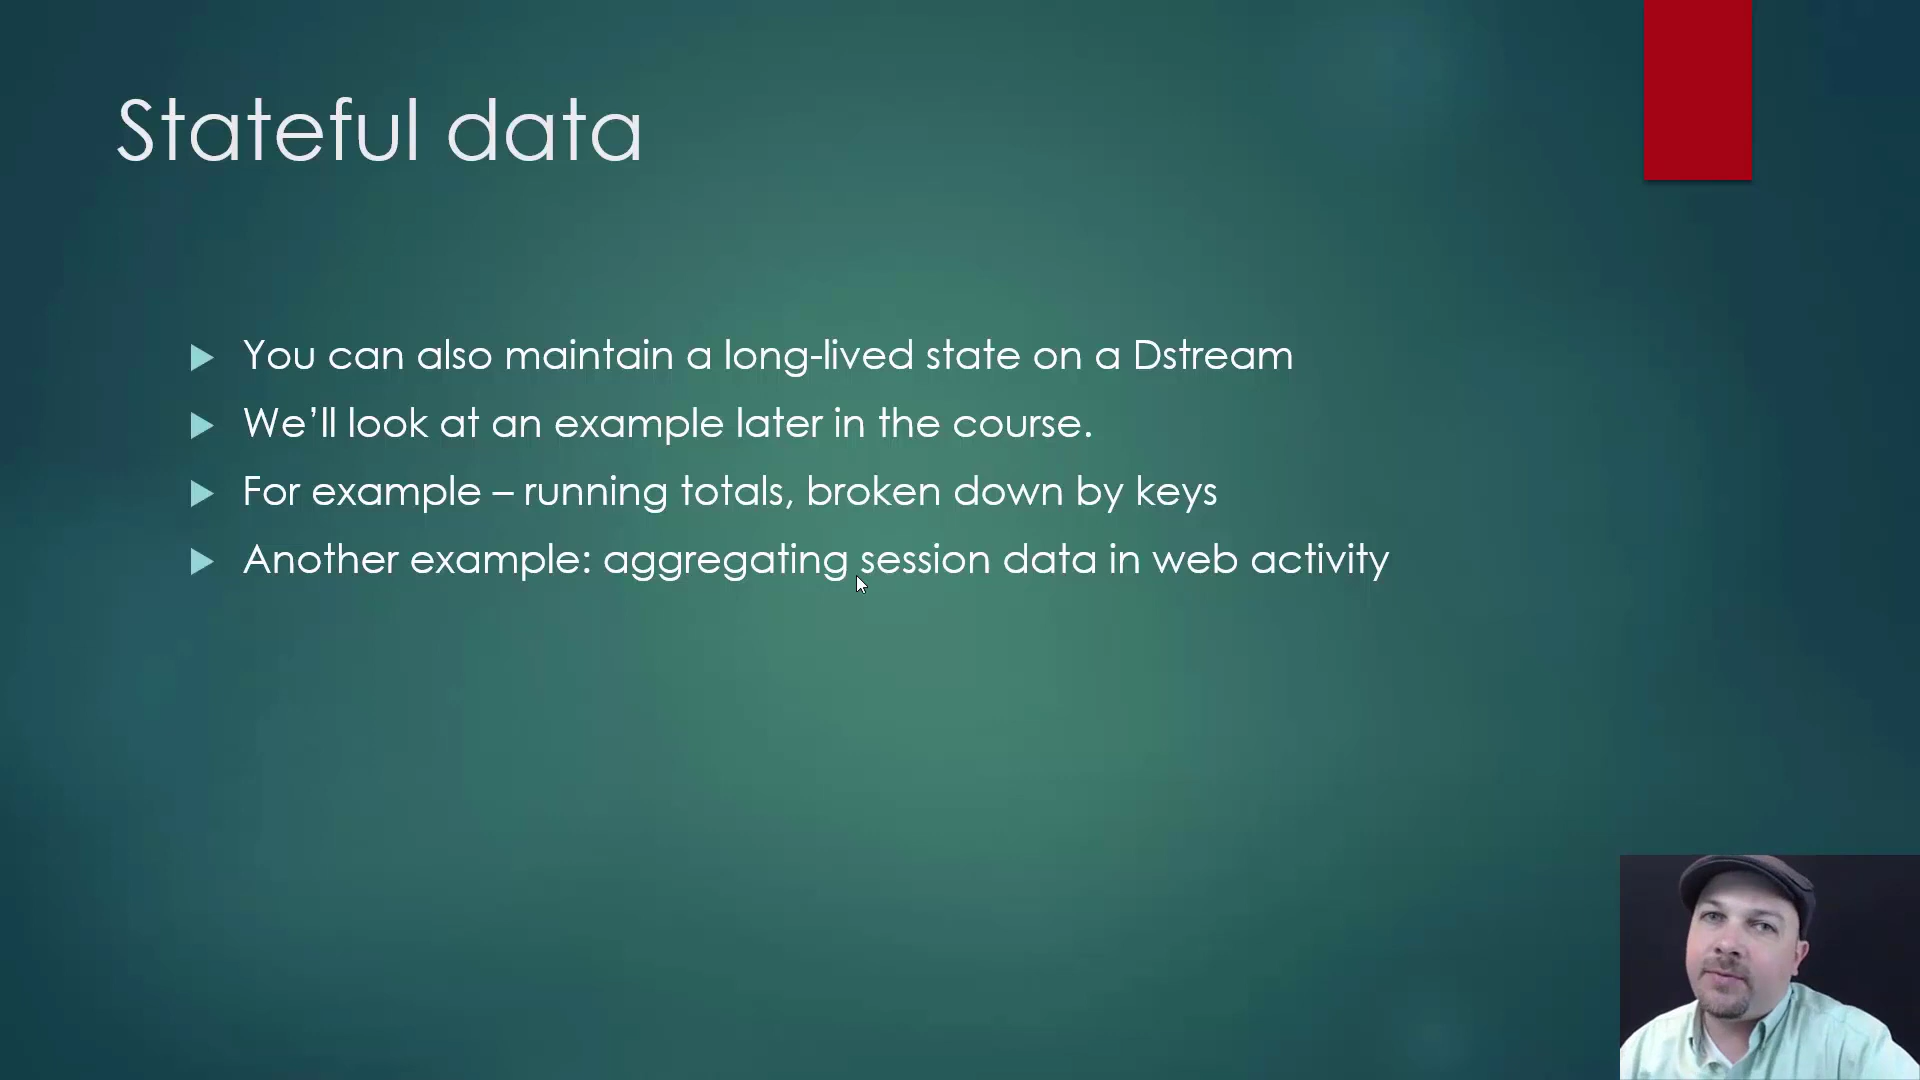 Stateful data
You can also maintain a long-lived state on a Dstream
We’ll look at an example later in the course.
For example – running totals, broken down by keys
Another example: aggregating session data in web activity